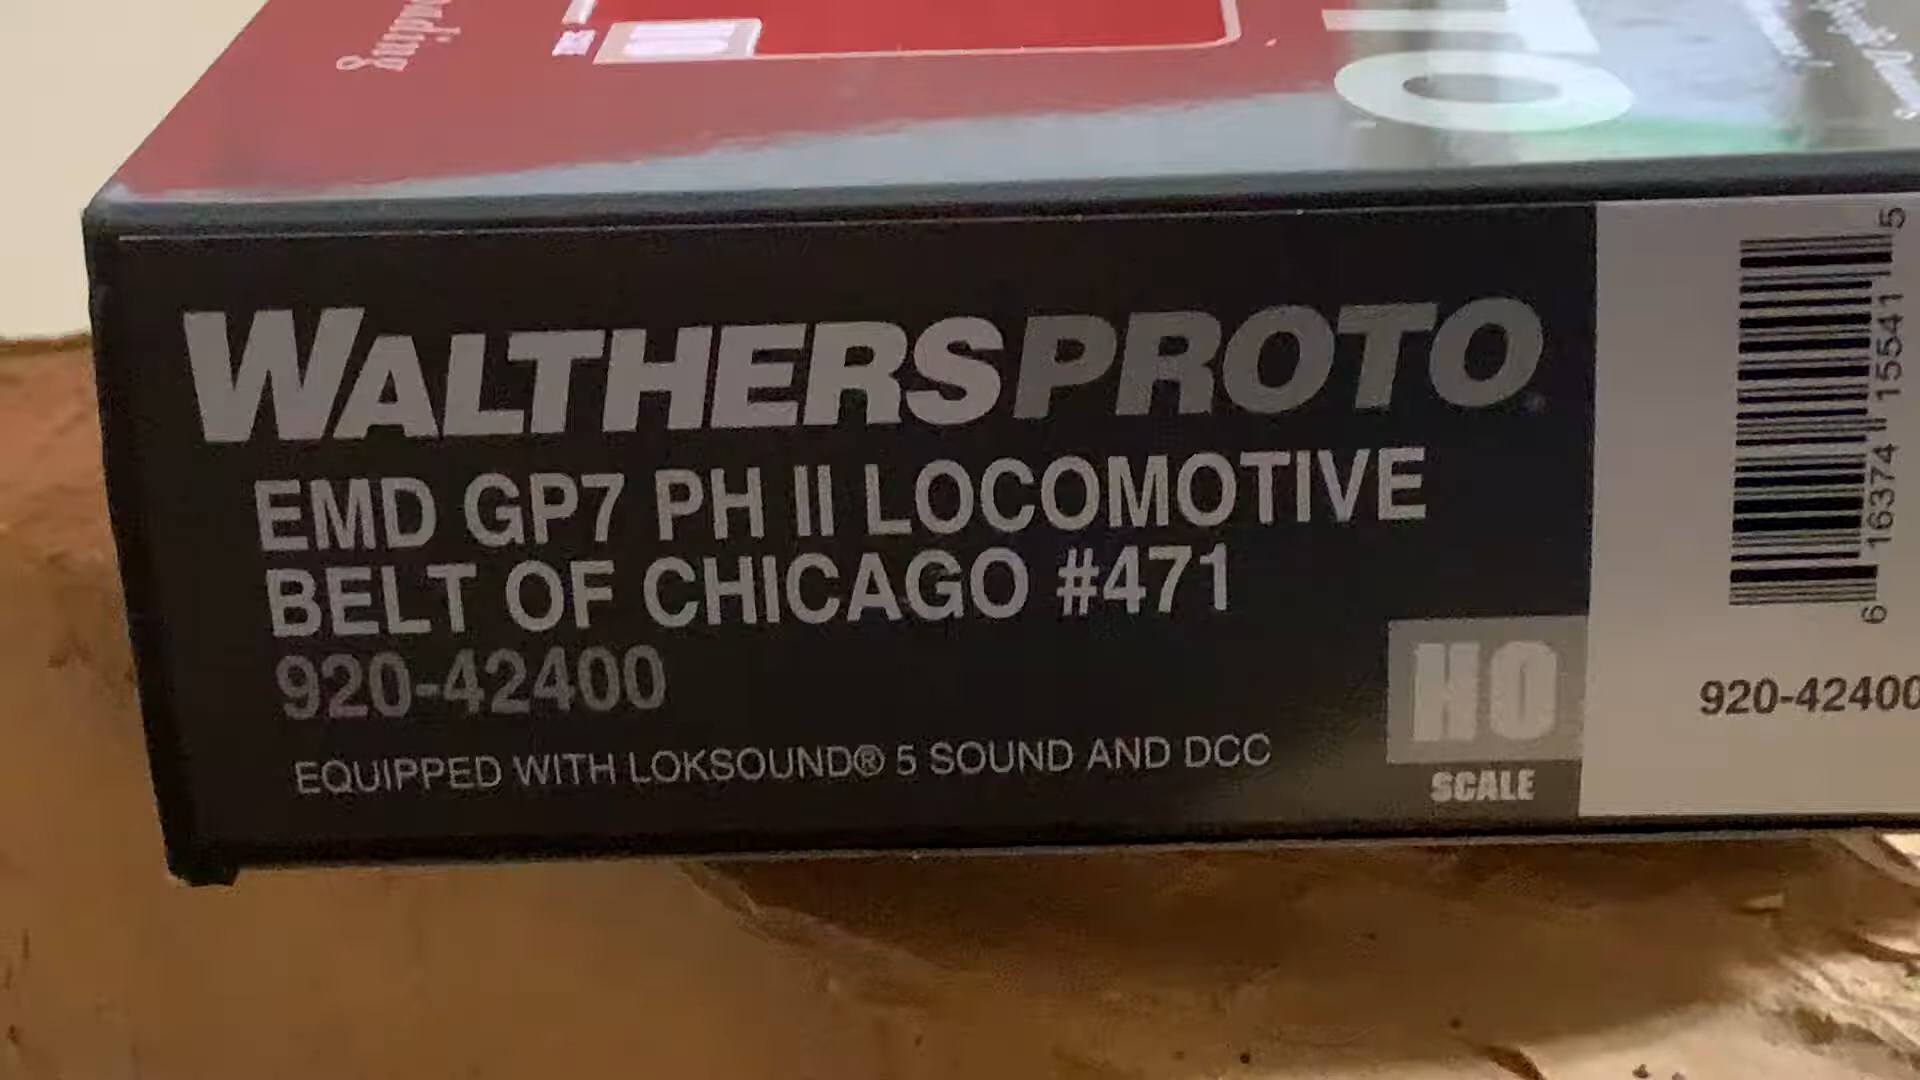 WALTHERSPROTO
EMD GP7 PH II LOCOMOTIVE
BELT OF CHICAGO #471
920-42400
EQUIPPED WITH LOKSOUND® 5 SOUND AND DCC
HO
SCALE
6 16374 15541 5
920-42400